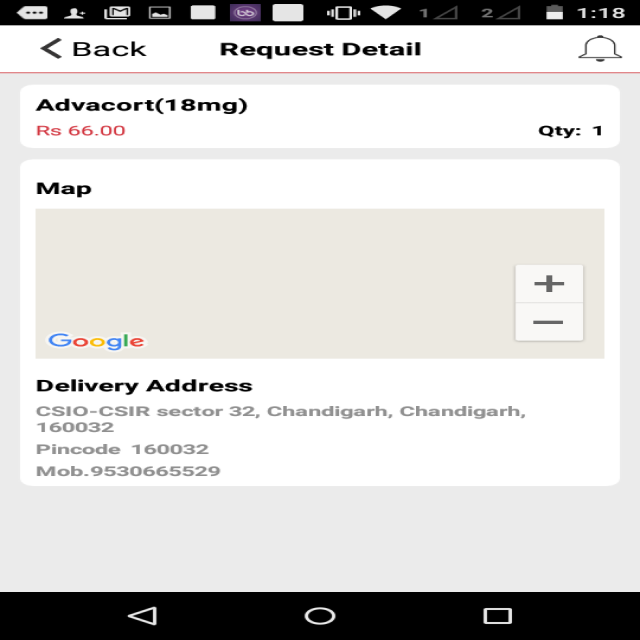 1 2 1:18
Back Request Detail
Advacort(18mg)
Rs 66.00 Qty: 1
Map
Google
Delivery Address
CSIO-CSIR sector 32, Chandigarh, Chandigarh,
160032
Pincode 160032
Mob.9530665529